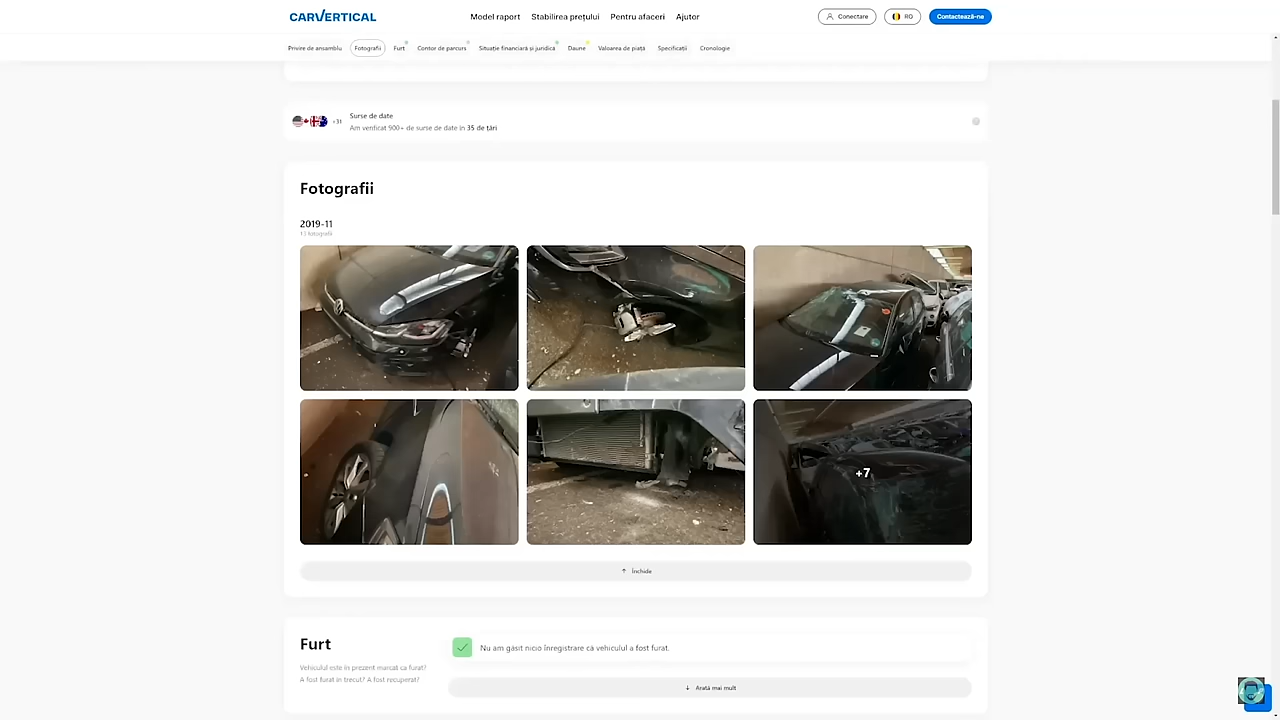 CARVERTICAL
Model raport Stabilirea prețului Pentru afaceri Ajutor
Conectare RO Contactează-ne
Privire de ansamblu Fotografii Furt Contor de parcurs Situație financiară și juridică Daune Valoarea de piață Specificații Cronologie
+31
Surse de date
Am verificat 900+ de surse de date în 35 de țări
Fotografii
2019-11
13 fotografii
+7
Închide
Furt
Vehiculul este în prezent marcat ca furat?
A fost furat în trecut? A fost recuperat?
Nu am găsit nicio înregistrare că vehiculul a fost furat.
Arată mai mult